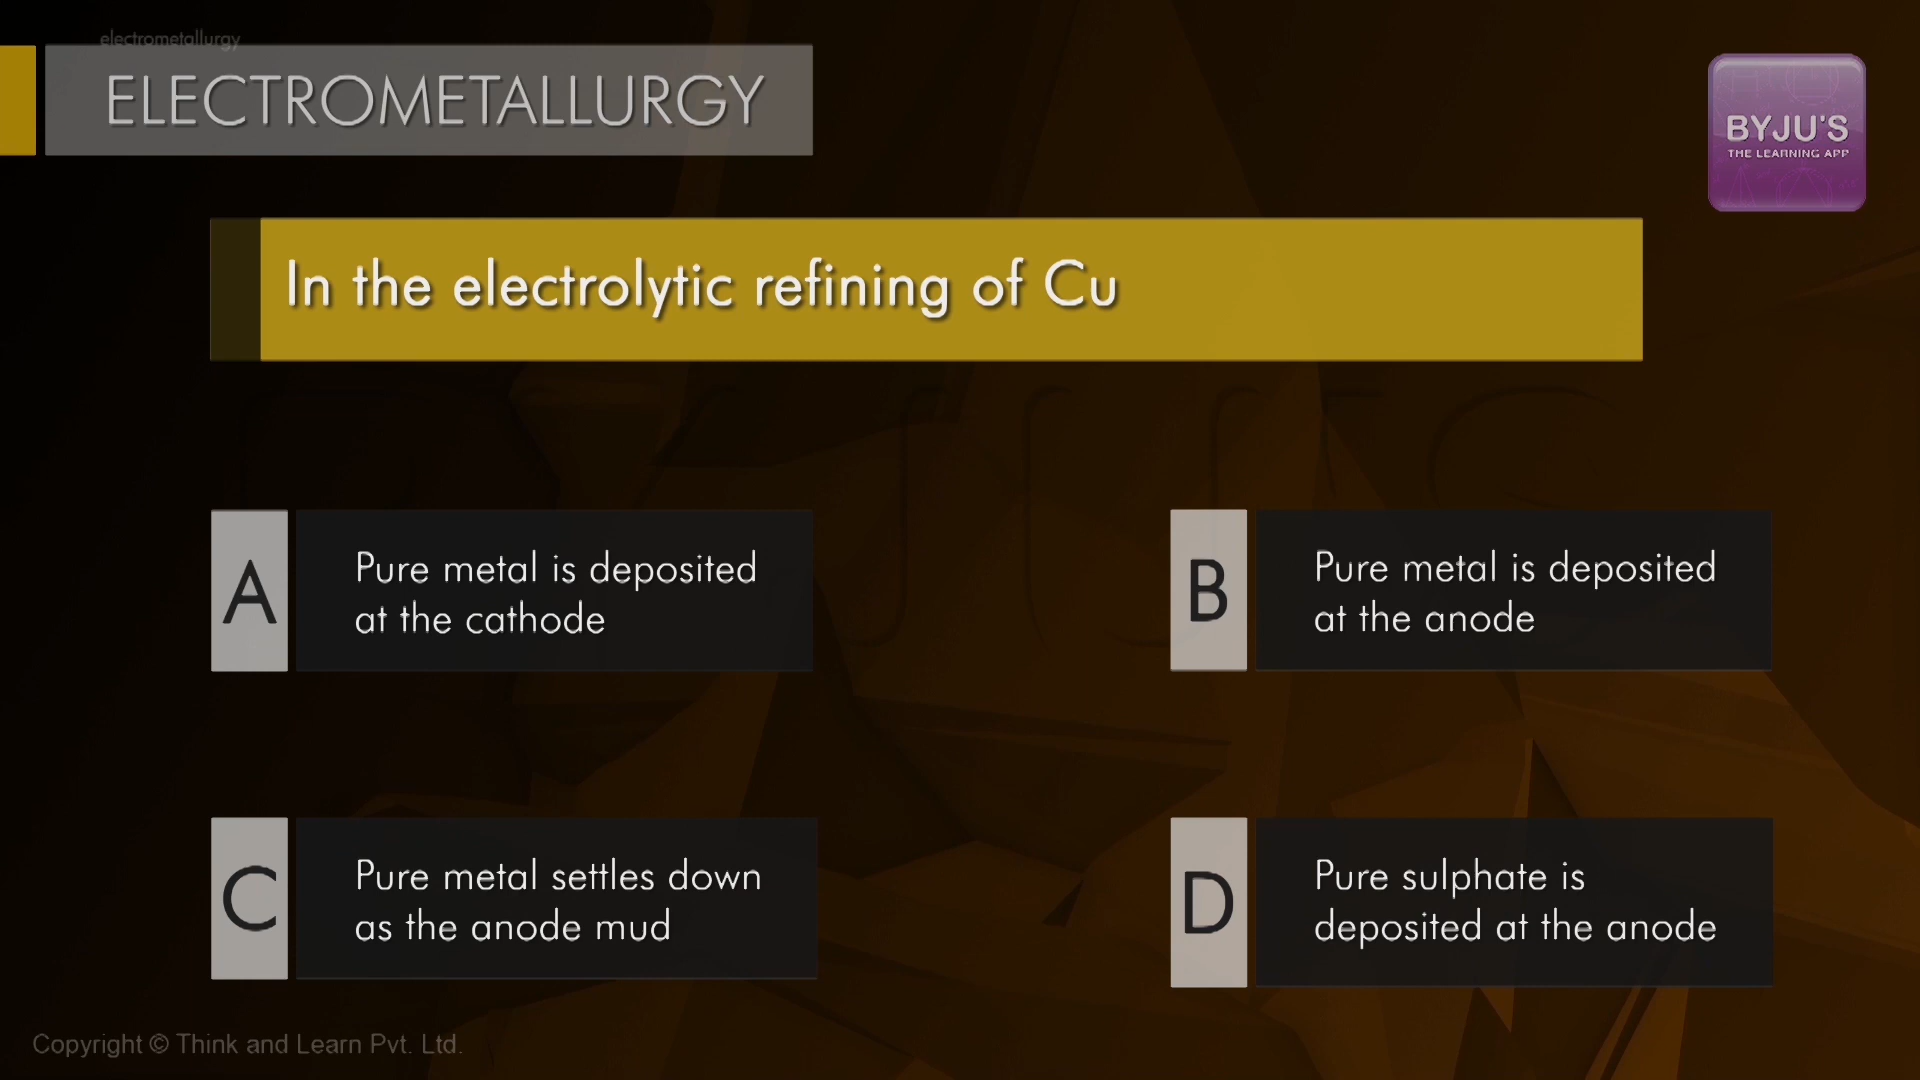 electrometallurgy
ELECTROMETALLURGY
BYJU'S
THE LEARNING APP
In the electrolytic refining of Cu
A
Pure metal is deposited
at the cathode
B
Pure metal is deposited
at the anode
C
Pure metal settles down
as the anode mud
D
Pure sulphate is
deposited at the anode
Copyright © Think and Learn Pvt. Ltd.